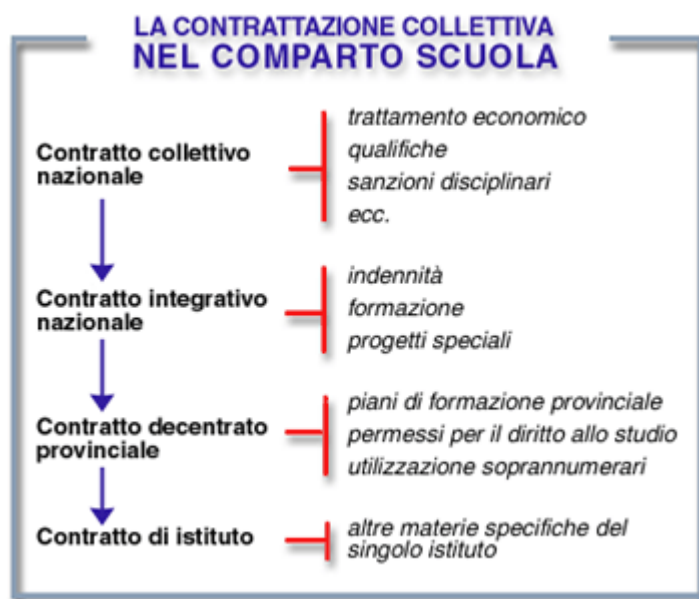 LA CONTRATTAZIONE COLLETTIVA
NEL COMPARTO SCUOLA
Contratto collettivo
nazionale
trattamento economico
qualifiche
sanzioni disciplinari
ecc.
Contratto integrativo
nazionale
indennità
formazione
progetti speciali
Contratto decentrato
provinciale
piani di formazione provinciale
permessi per il diritto allo studio
utilizzazione soprannumerari
Contratto di istituto
altre materie specifiche del
singolo istituto